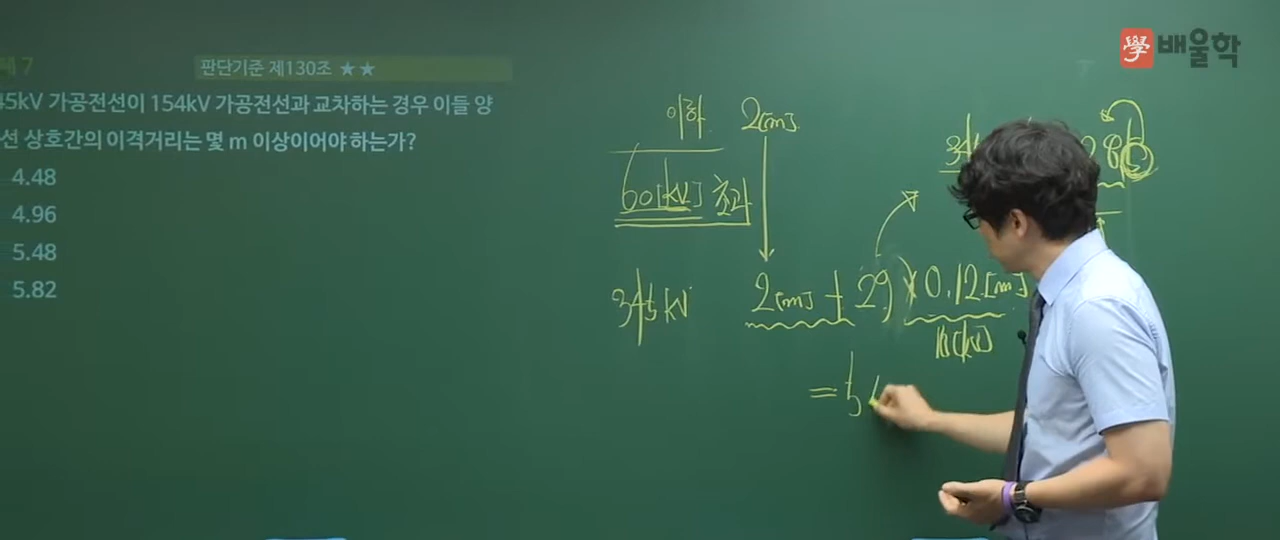 學 배울학
7
판단기준 제130조 ★★
45kV 가공전선이 154kV 가공전선과 교차하는 경우 이들 양
선 상호간의 이격거리는 몇 m 이상이어야 하는가?
4.48
4.96
5.48
5.82
이하 2[m]
60[kV] 초과
345kV 2[m] + 29) × 0.12[m]
10[kV]
= 5.